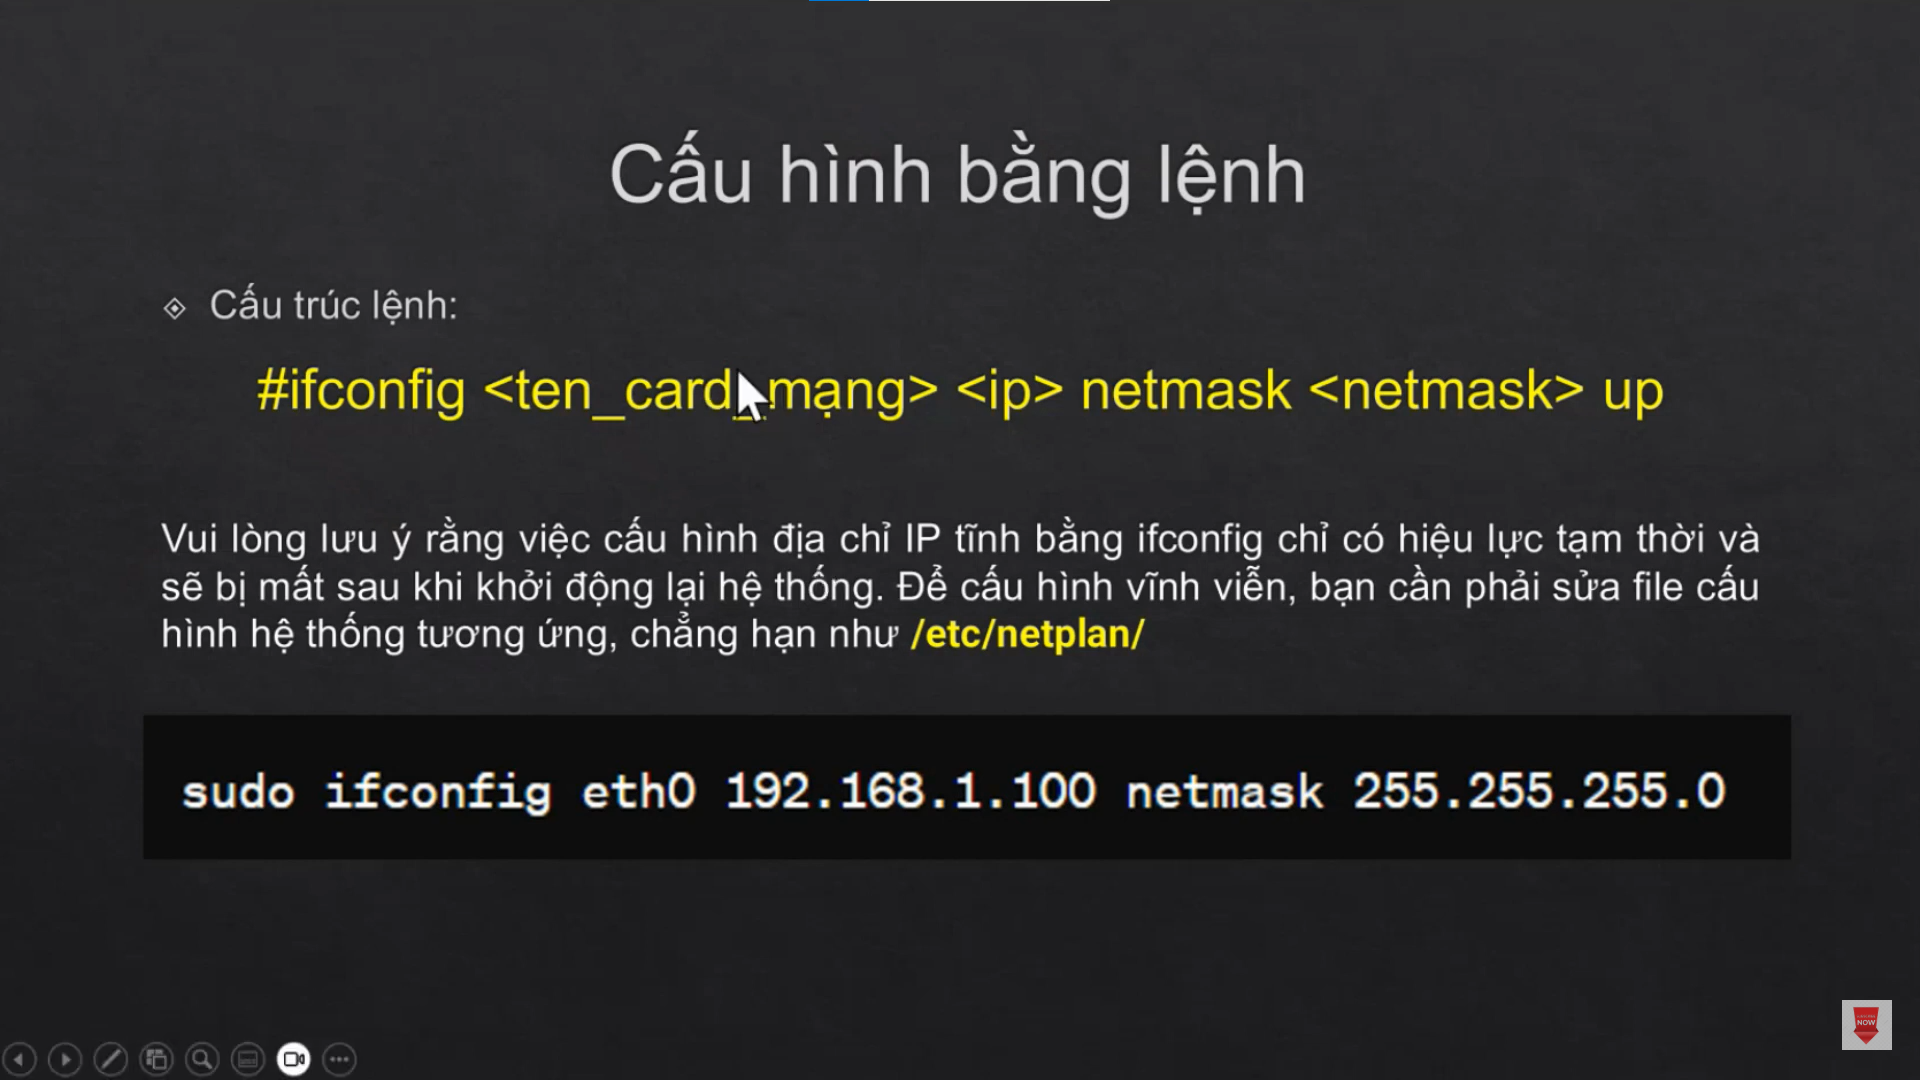 Cấu hình bằng lệnh
Cấu trúc lệnh:
#ifconfig <ten_card_mạng> <ip> netmask <netmask> up
Vui lòng lưu ý rằng việc cấu hình địa chỉ IP tĩnh bằng ifconfig chỉ có hiệu lực tạm thời và
sẽ bị mất sau khi khởi động lại hệ thống. Để cấu hình vĩnh viễn, bạn cần phải sửa file cấu
hình hệ thống tương ứng, chẳng hạn như /etc/netplan/
sudo ifconfig eth0 192.168.1.100 netmask 255.255.255.0
NOW